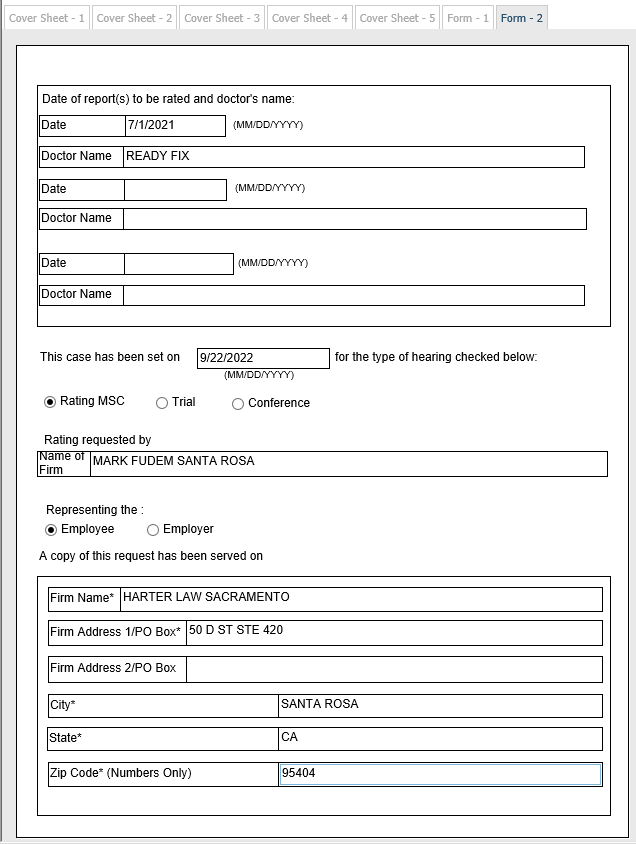 Cover Sheet - 1 Cover Sheet - 2 Cover Sheet - 3 Cover Sheet - 4 Cover Sheet - 5 Form - 1 Form - 2
Date of report(s) to be rated and doctor's name:
Date 7/1/2021 (MM/DD/YYYY)
Doctor Name READY FIX
Date (MM/DD/YYYY)
Doctor Name
Date (MM/DD/YYYY)
Doctor Name
This case has been set on 9/22/2022 for the type of hearing checked below:
(MM/DD/YYYY)
Rating MSC Trial Conference
Rating requested by
Name of
Firm MARK FUDEM SANTA ROSA
Representing the :
Employee Employer
A copy of this request has been served on
Firm Name* HARTER LAW SACRAMENTO
Firm Address 1/PO Box* 50 D ST STE 420
Firm Address 2/PO Box
City* SANTA ROSA
State* CA
Zip Code* (Numbers Only) 95404